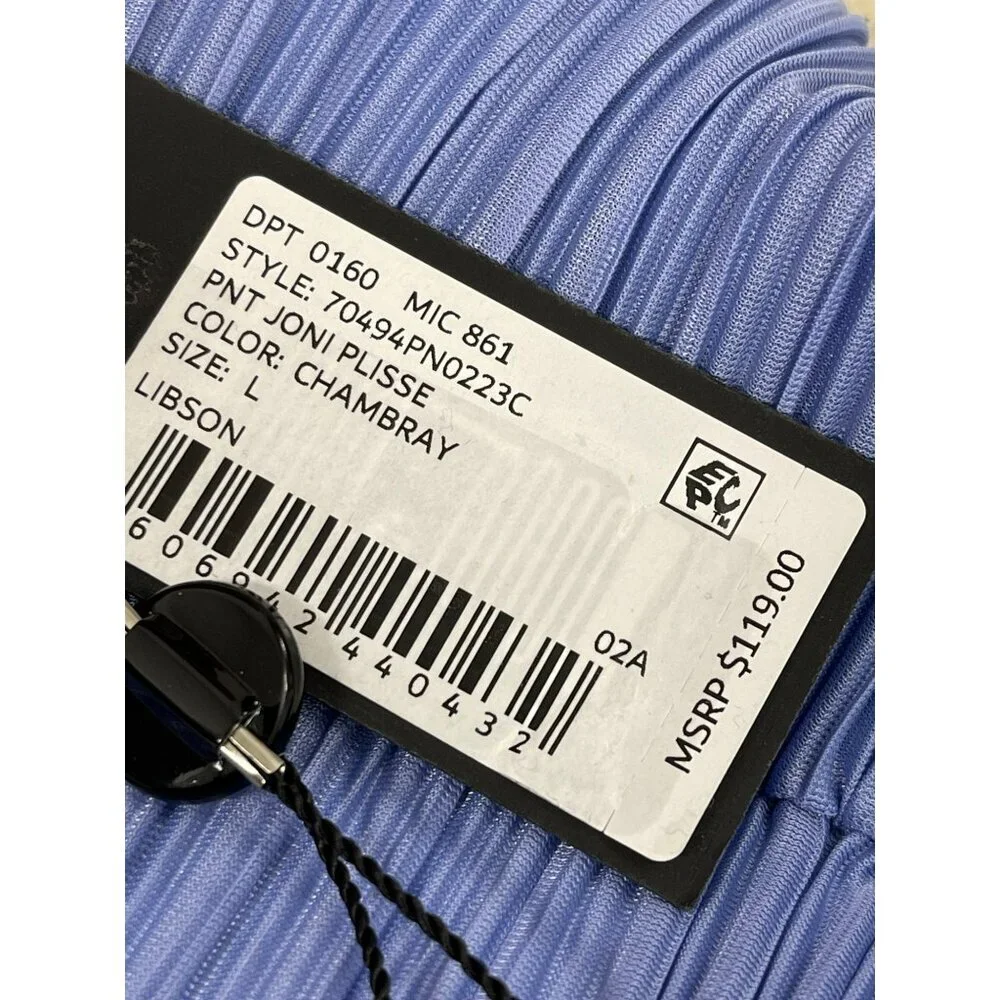 DPT 0160 MIC 861
STYLE: 70494PN0223C
PNT JONI PLISSE
COLOR: CHAMBRAY
SIZE: L
LIBSON
EPC TM
02A
MSRP $119.00
606942440432